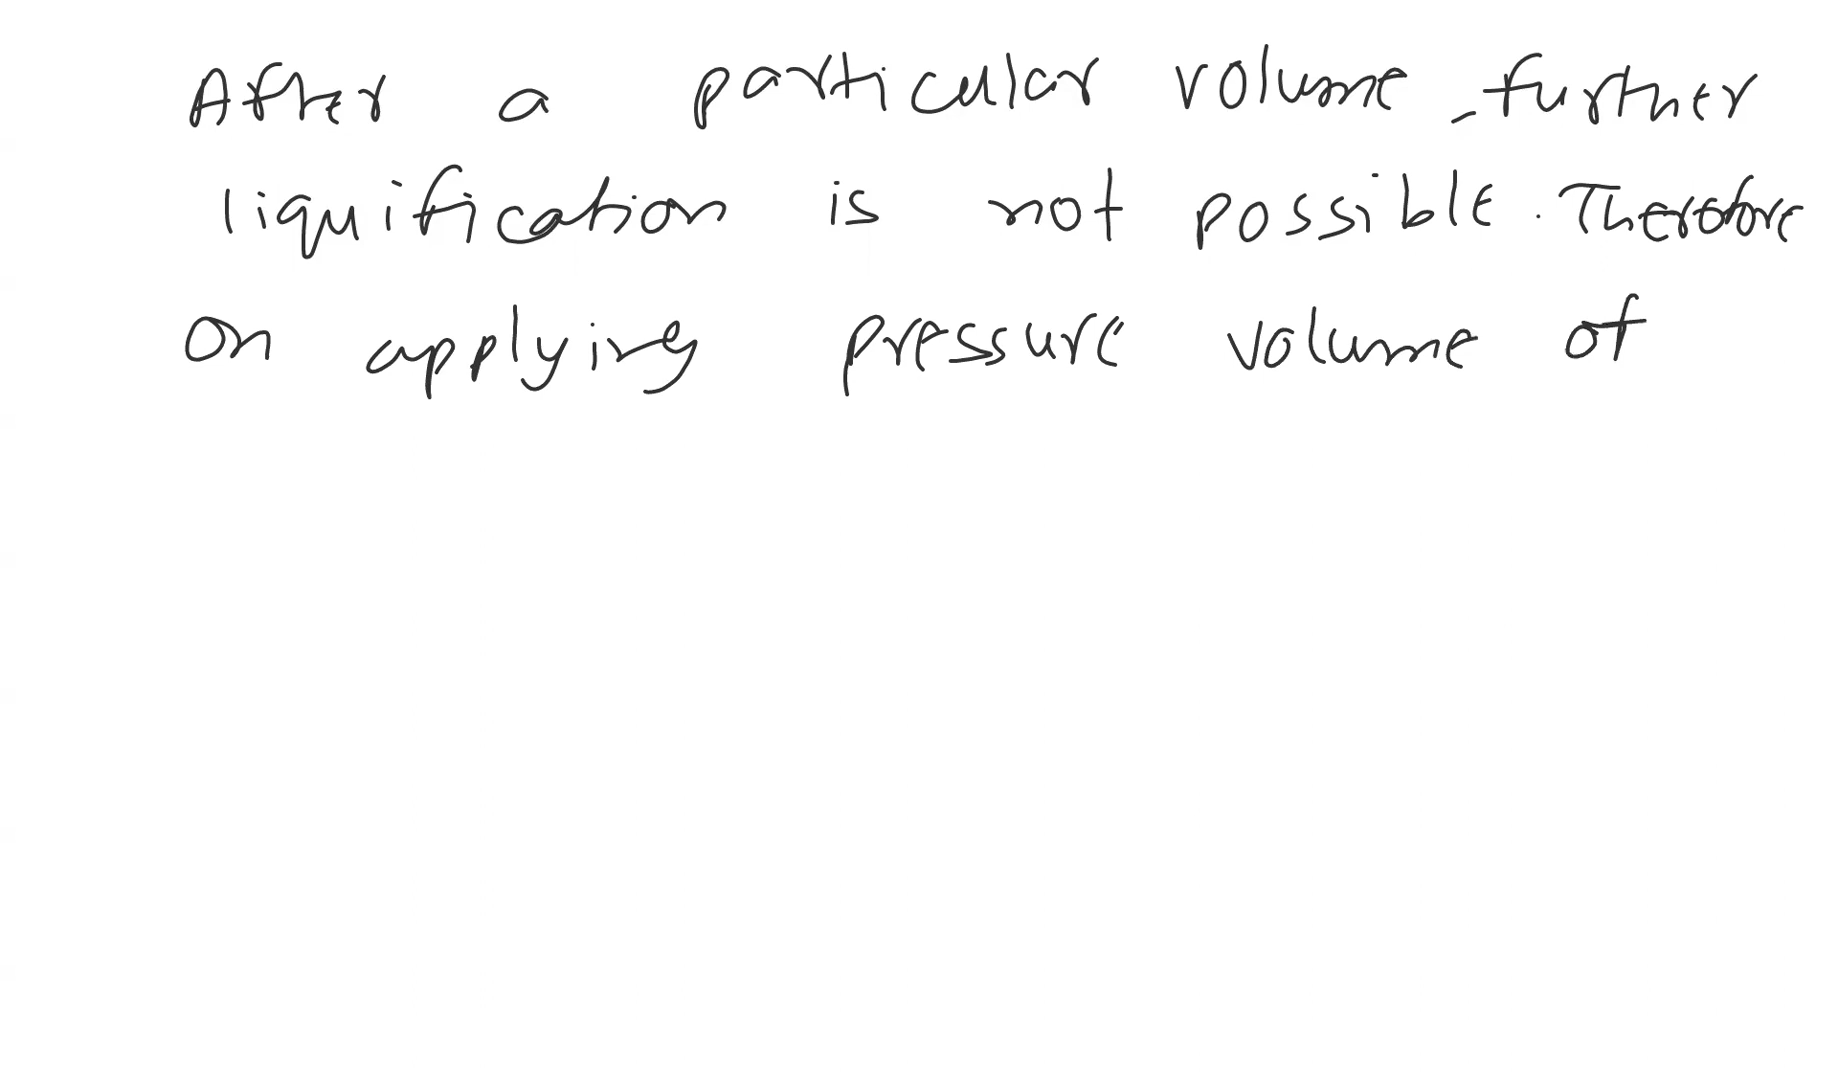 After a particular volume, further
liquification is not possible. Therefore
on applying pressure volume of